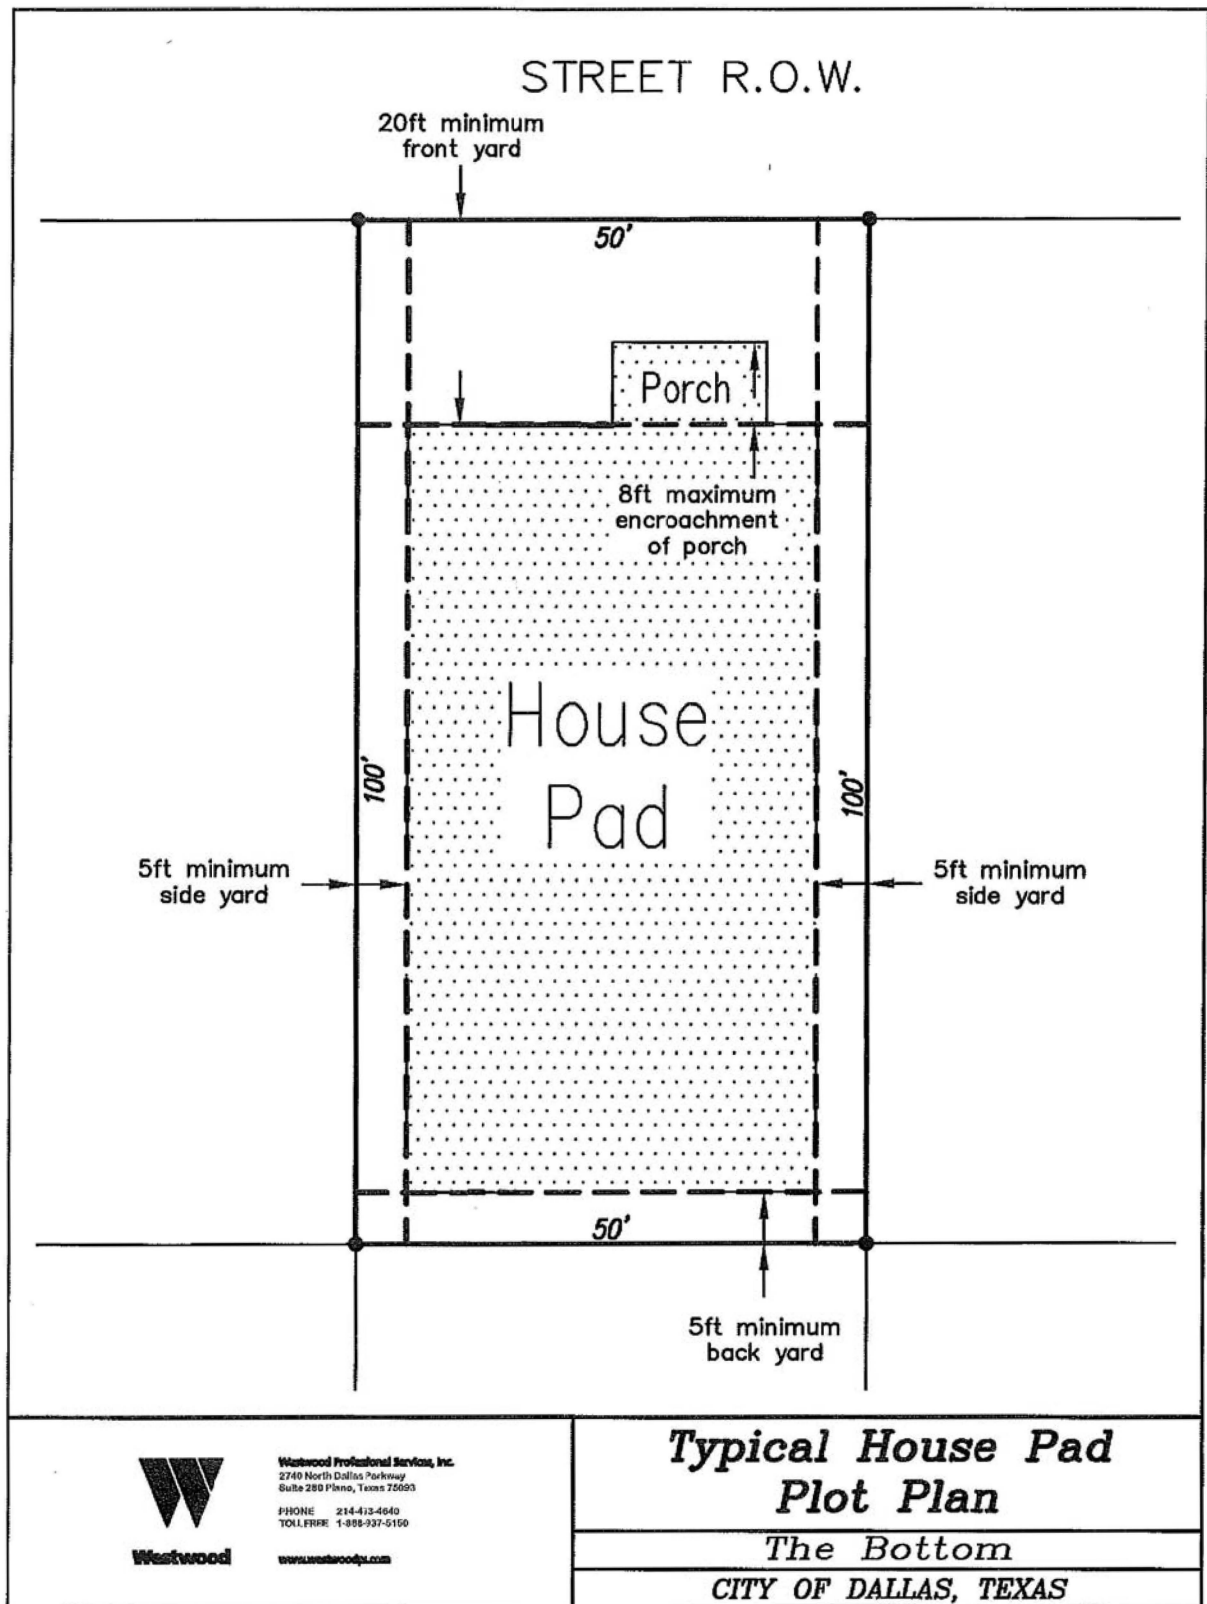 STREET R.O.W.
20ft minimum
front yard
50'
Porch
8ft maximum
encroachment
of porch
House
Pad
100'
100'
5ft minimum
side yard
5ft minimum
side yard
50'
5ft minimum
back yard
Westwood
Westwood Professional Services, Inc.
2740 North Dallas Parkway
Suite 280 Plano, Texas 75093
PHONE 214-473-4640
TOLL FREE 1-888-937-5150
www.westwoodps.com
Typical House Pad
Plot Plan
The Bottom
CITY OF DALLAS, TEXAS